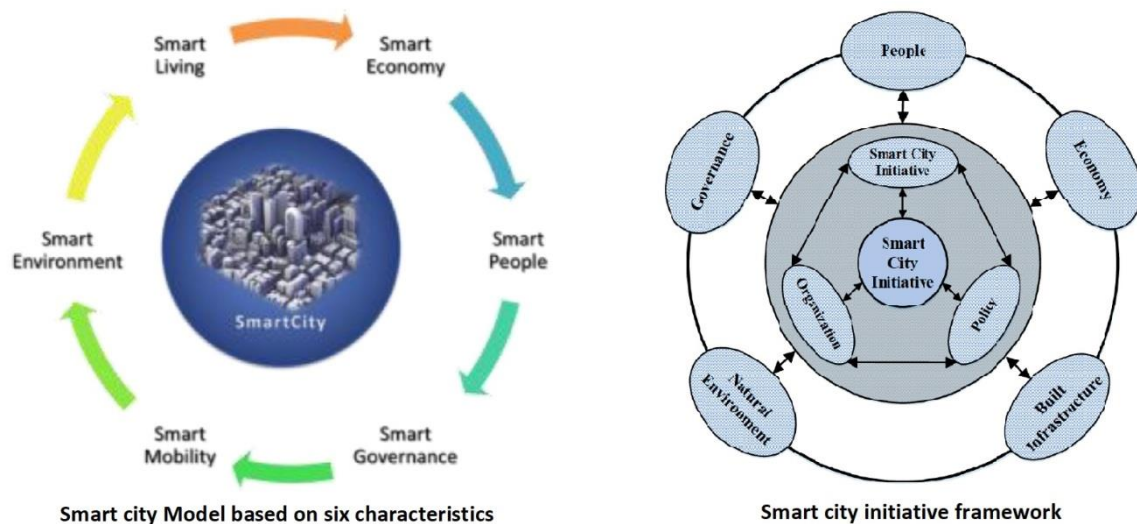 Smart
Living
Smart
Economy
Smart
Environment
SmartCity
Smart
People
Smart
Mobility
Smart
Governance
Smart city Model based on six characteristics
People
Governance
Economy
Smart City
Initiative
Smart
City
Initiative
Organization
Policy
Natural
Environment
Built
Infrastructure
Smart city initiative framework